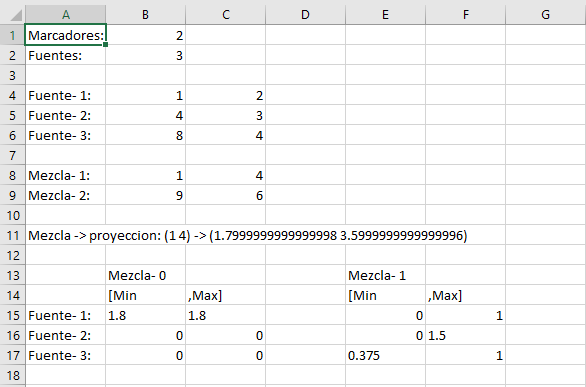 A B C D E F G
1 Marcadores: 2
2 Fuentes: 3
3
4 Fuente- 1: 1 2
5 Fuente- 2: 4 3
6 Fuente- 3: 8 4
7
8 Mezcla- 1: 1 4
9 Mezcla- 2: 9 6
10
11 Mezcla -> proyeccion: (1 4) -> (1.7999999999999998 3.5999999999999996)
12
13 Mezcla- 0 Mezcla- 1
14 [Min ,Max] [Min ,Max]
15 Fuente- 1: 1.8 1.8 0 1
16 Fuente- 2: 0 0 0 1.5
17 Fuente- 3: 0 0 0.375 1
18